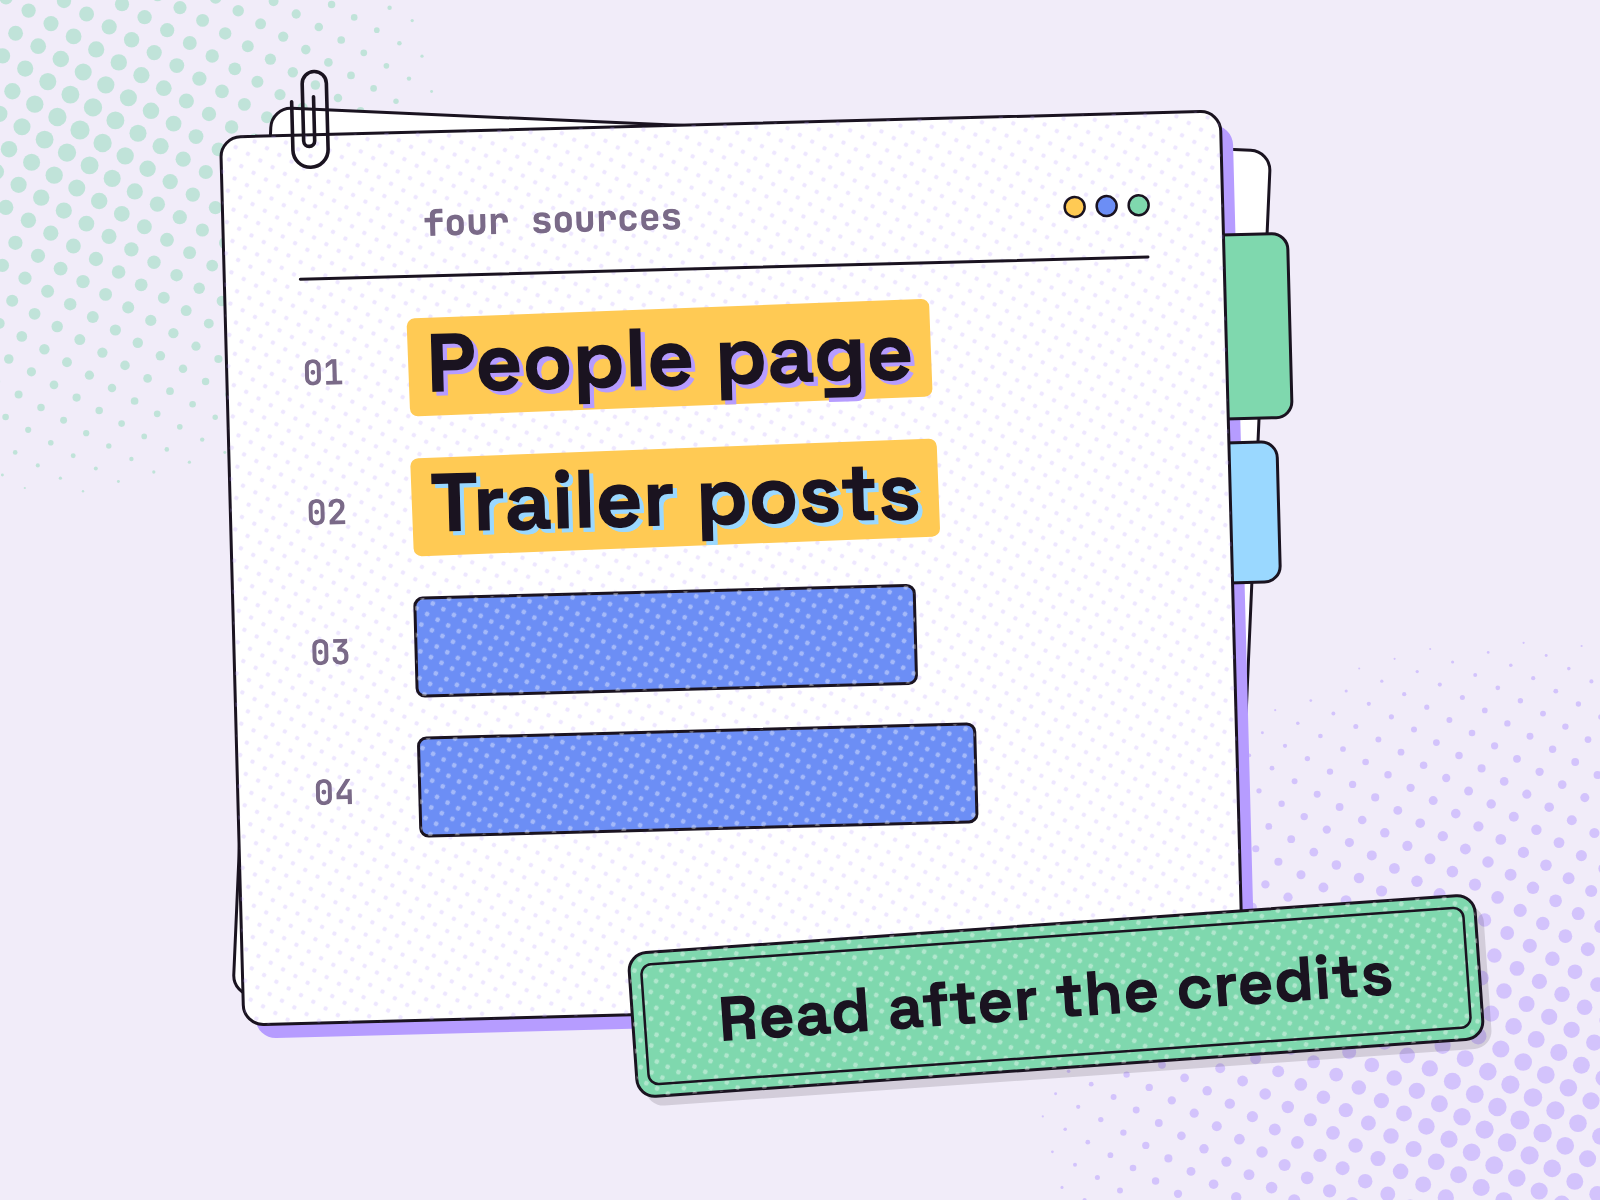 four sources
01
People page
02
Trailer posts
03
04
Read after the credits